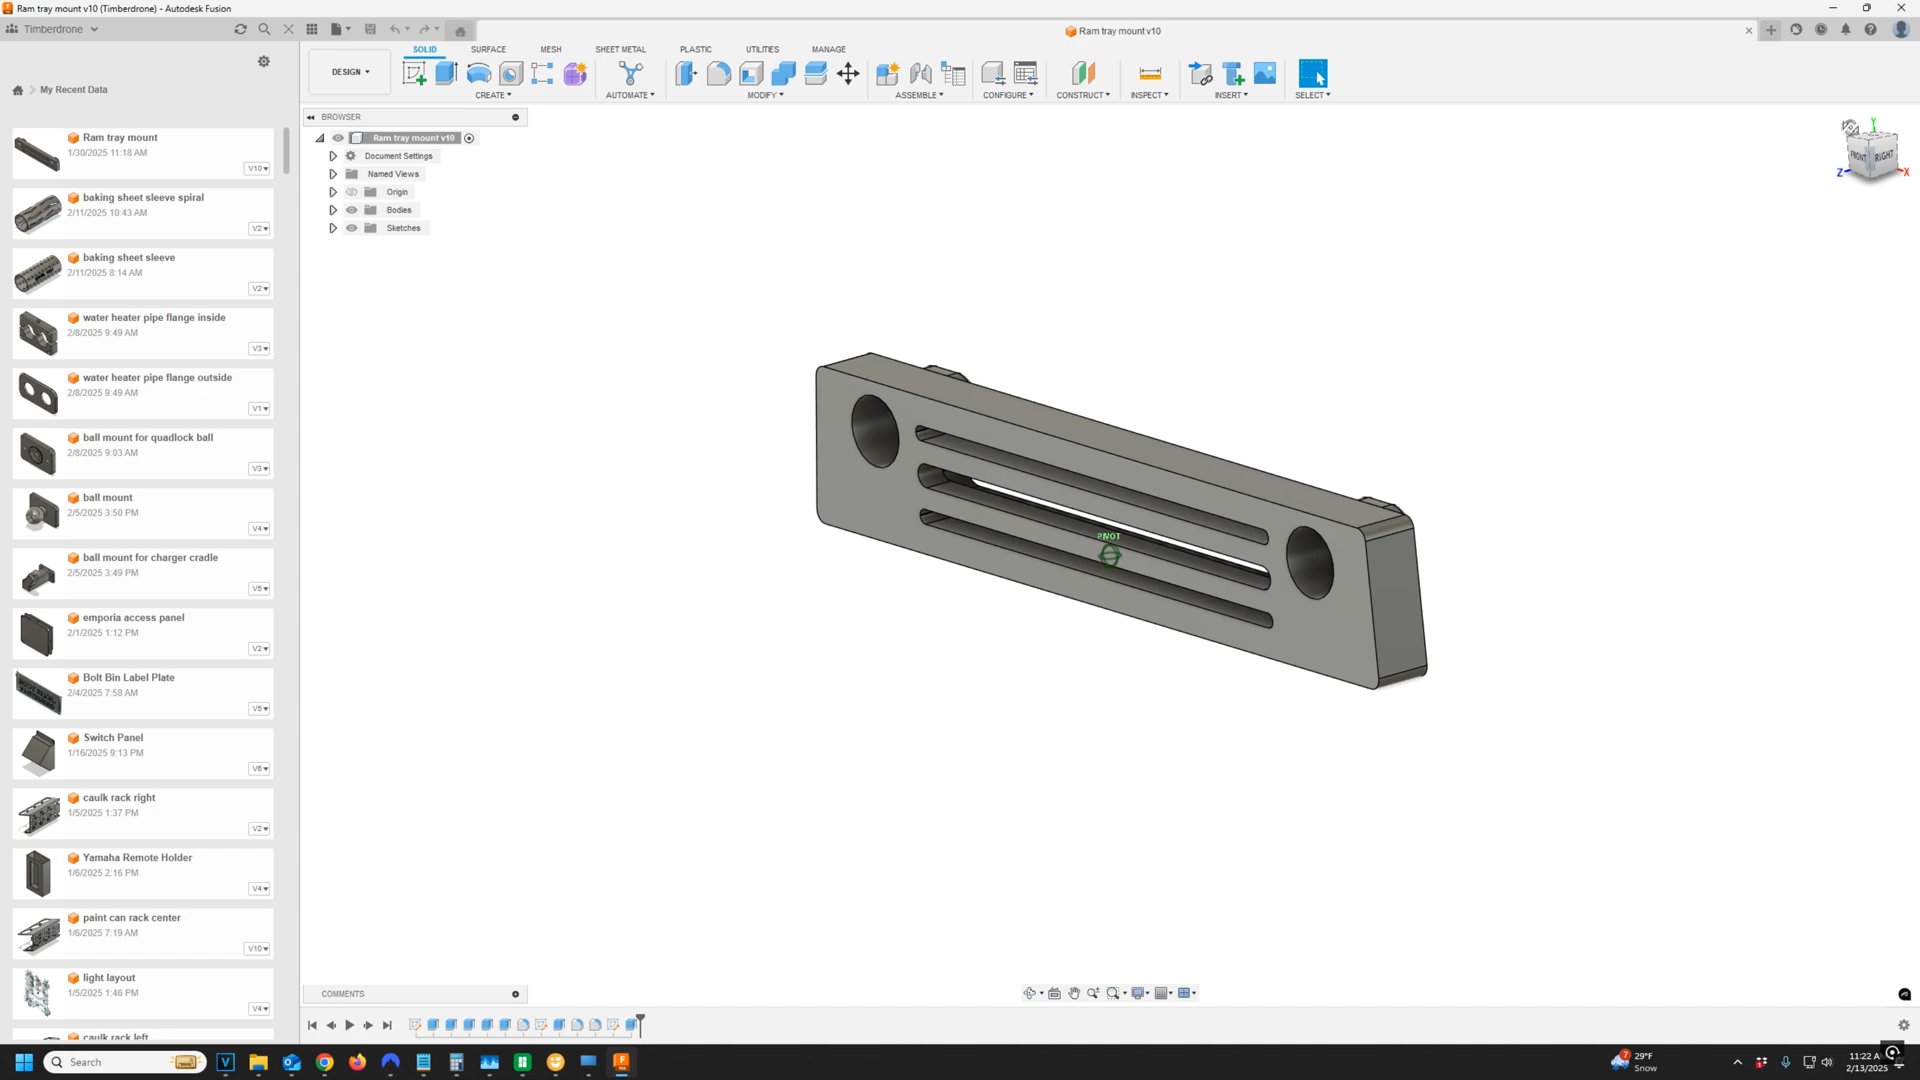 Ram tray mount v10 (Timberdrone) - Autodesk Fusion
Timberdrone
Ram tray mount v10
SOLID
SURFACE
MESH
SHEET METAL
PLASTIC
UTILITIES
MANAGE
DESIGN
CREATE
AUTOMATE
MODIFY
ASSEMBLE
CONFIGURE
CONSTRUCT
INSPECT
INSERT
SELECT
My Recent Data
BROWSER
Ram tray mount v10
Document Settings
Named Views
Origin
Bodies
Sketches
Y
FRONT
RIGHT
Z
X
Ram tray mount
1/30/2025 11:18 AM
V10
baking sheet sleeve spiral
2/11/2025 10:43 AM
V2
baking sheet sleeve
2/11/2025 8:14 AM
V2
water heater pipe flange inside
2/8/2025 9:49 AM
V3
water heater pipe flange outside
2/8/2025 9:49 AM
V1
ball mount for quadlock ball
2/8/2025 9:03 AM
V3
ball mount
2/5/2025 3:50 PM
V4
ball mount for charger cradle
2/5/2025 3:49 PM
V5
emporia access panel
2/1/2025 1:12 PM
V2
Bolt Bin Label Plate
2/4/2025 7:58 AM
V5
Switch Panel
1/16/2025 9:13 PM
V6
caulk rack right
1/5/2025 1:37 PM
V2
Yamaha Remote Holder
1/6/2025 2:16 PM
V4
paint can rack center
1/6/2025 7:19 AM
V10
light layout
1/5/2025 1:46 PM
V4
caulk rack left
PIVOT
COMMENTS
Search
7
29°F
Snow
11:22 A
2/13/2025